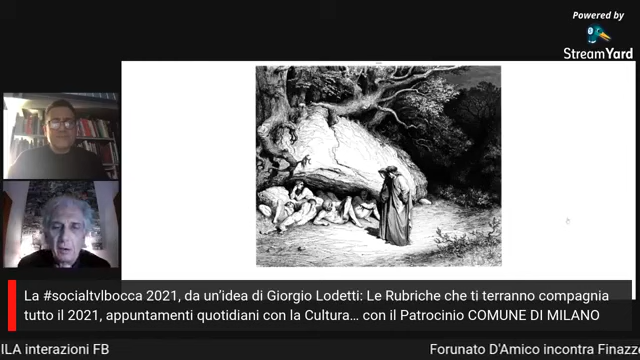 Powered by
StreamYard
La #socialtvlbocca 2021, da un'idea di Giorgio Lodetti: Le Rubriche che ti terranno compagnia
tutto il 2021, appuntamenti quotidiani con la Cultura... con il Patrocinio COMUNE DI MILANO
ILA interazioni FB
Forunato D'Amico incontra Finazz